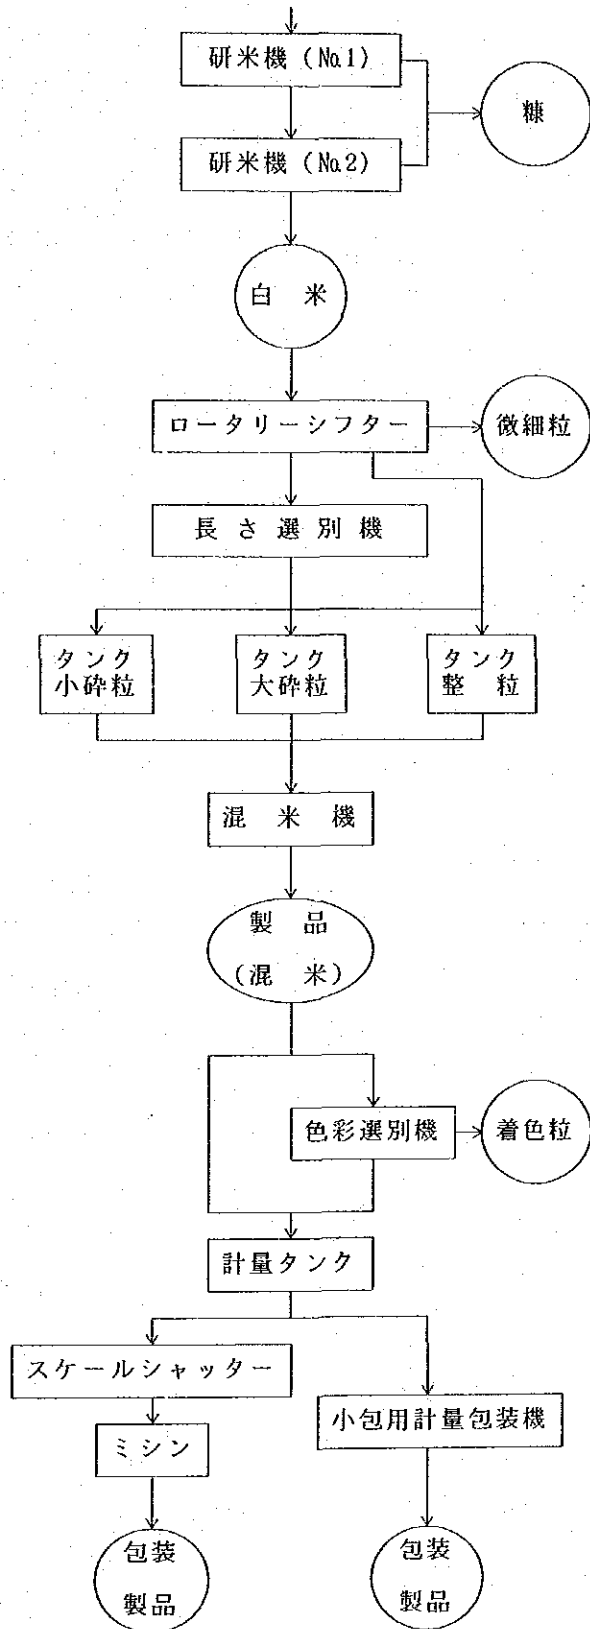 研米機（No.1）
糠
研米機（No.2）
白　米
ロータリーシフター
微細粒
長 さ 選 別 機
タンク
小砕粒
タンク
大砕粒
タンク
整　粒
混　米　機
製　品
（混　米）
色彩選別機
着色粒
計量タンク
スケールシャッター
小包用計量包装機
ミシン
包装
製品
包装
製品